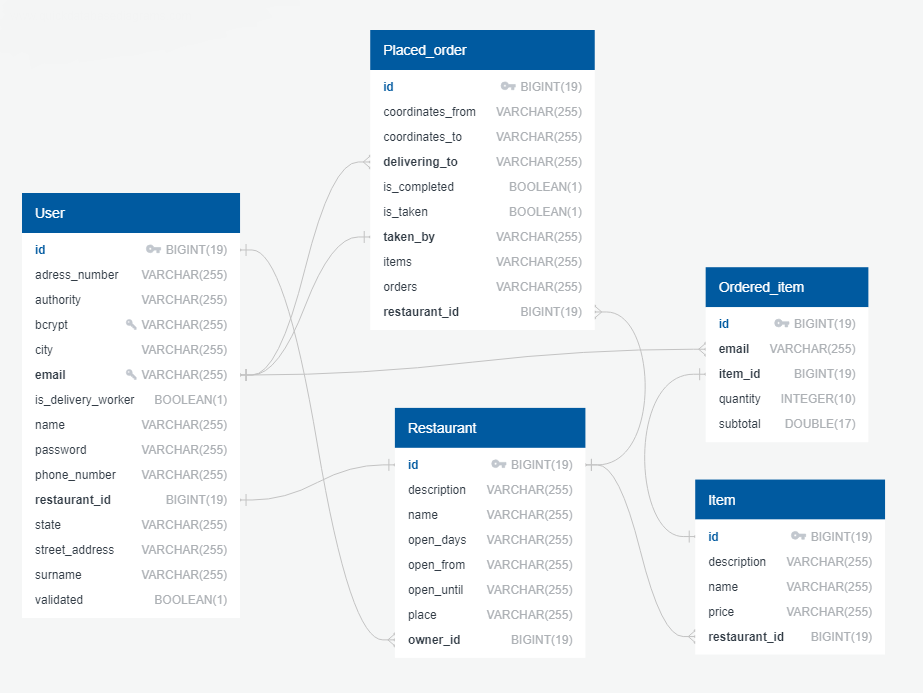 Placed_order
id BIGINT(19)
coordinates_from VARCHAR(255)
coordinates_to VARCHAR(255)
delivering_to VARCHAR(255)
is_completed BOOLEAN(1)
is_taken BOOLEAN(1)
taken_by VARCHAR(255)
items VARCHAR(255)
orders VARCHAR(255)
restaurant_id BIGINT(19)
User
id BIGINT(19)
adress_number VARCHAR(255)
authority VARCHAR(255)
bcrypt VARCHAR(255)
city VARCHAR(255)
email VARCHAR(255)
is_delivery_worker BOOLEAN(1)
name VARCHAR(255)
password VARCHAR(255)
phone_number VARCHAR(255)
restaurant_id BIGINT(19)
state VARCHAR(255)
street_address VARCHAR(255)
surname VARCHAR(255)
validated BOOLEAN(1)
Ordered_item
id BIGINT(19)
email VARCHAR(255)
item_id BIGINT(19)
quantity INTEGER(10)
subtotal DOUBLE(17)
Restaurant
id BIGINT(19)
description VARCHAR(255)
name VARCHAR(255)
open_days VARCHAR(255)
open_from VARCHAR(255)
open_until VARCHAR(255)
place VARCHAR(255)
owner_id BIGINT(19)
Item
id BIGINT(19)
description VARCHAR(255)
name VARCHAR(255)
price VARCHAR(255)
restaurant_id BIGINT(19)